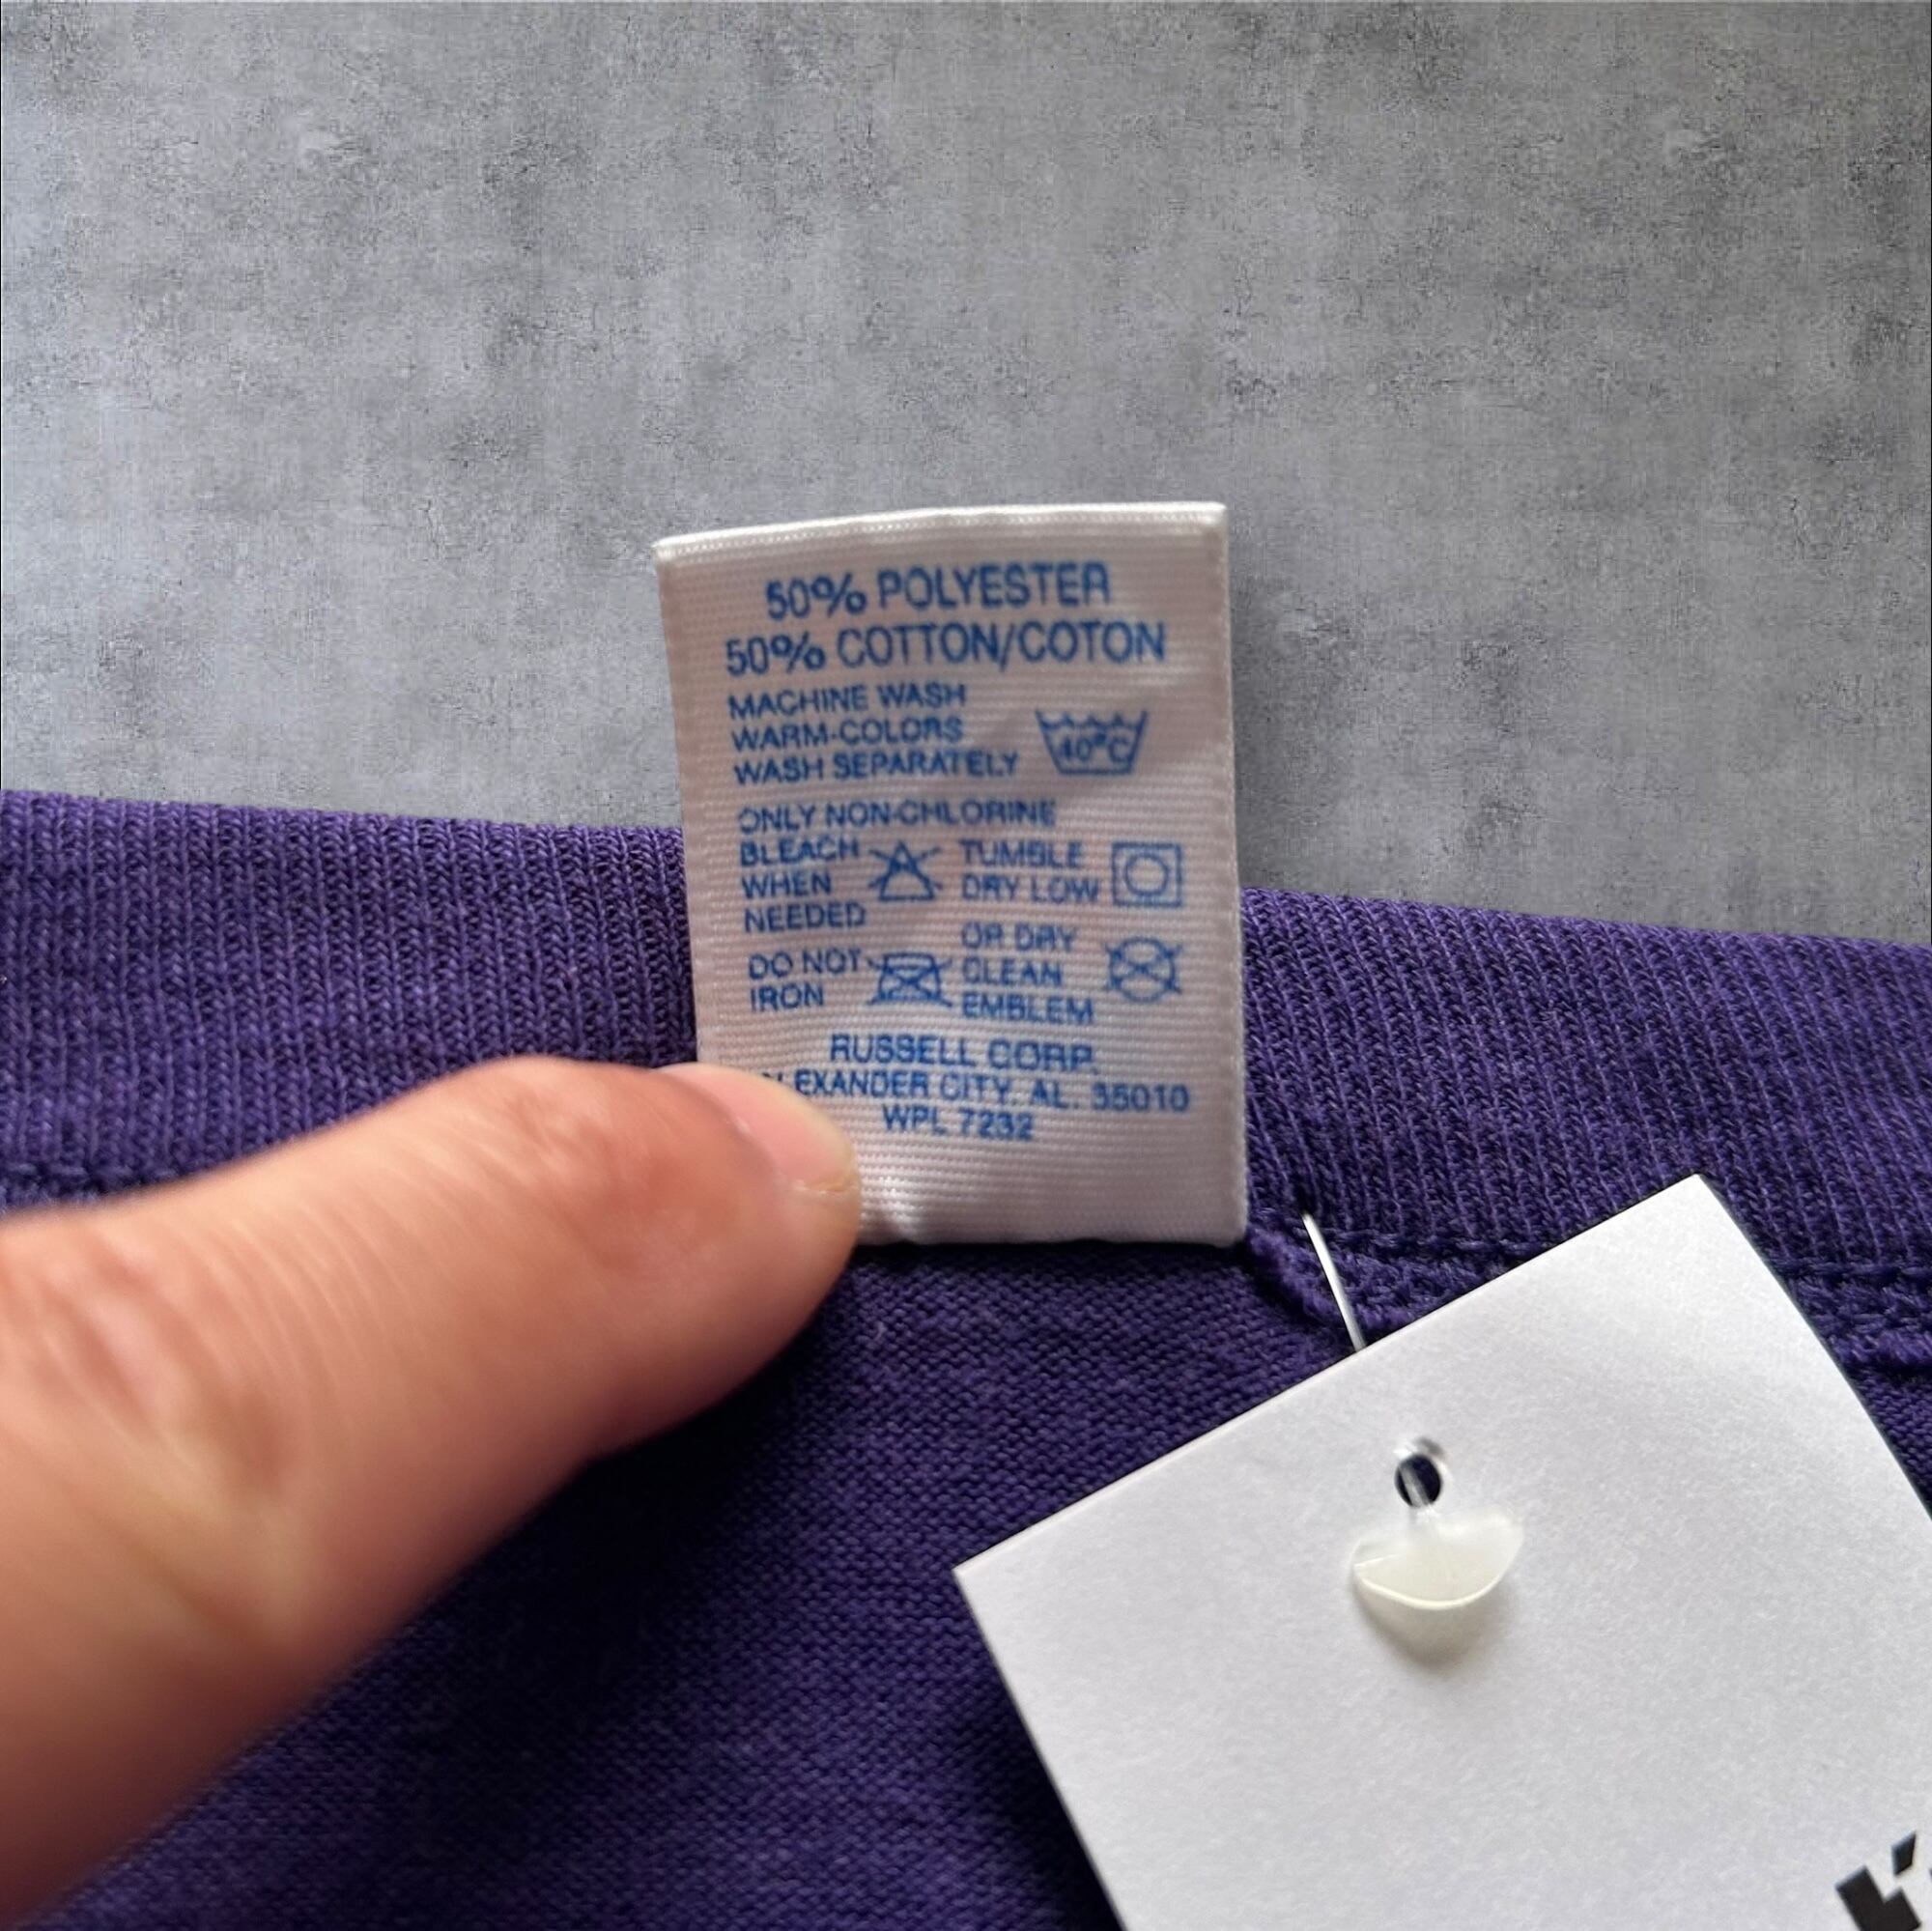 50% POLYESTER
50% COTTON/COTON
MACHINE WASH
WARM-COLORS
WASH SEPARATELY
40°C
ONLY NON-CHLORINE
BLEACH
WHEN
NEEDED
TUMBLE
DRY LOW
DO NOT
IRON
OR DRY
CLEAN
EMBLEM
RUSSELL CORP.
ALEXANDER CITY, AL. 35010
WPL 7232